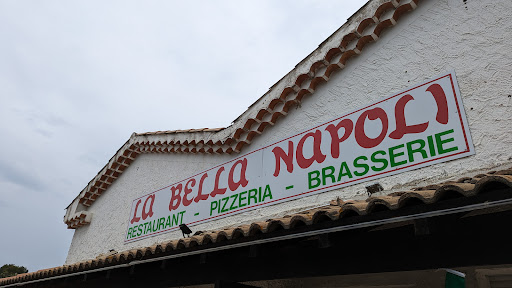 LA BELLA NAPOLI
RESTAURANT - PIZZERIA - BRASSERIE